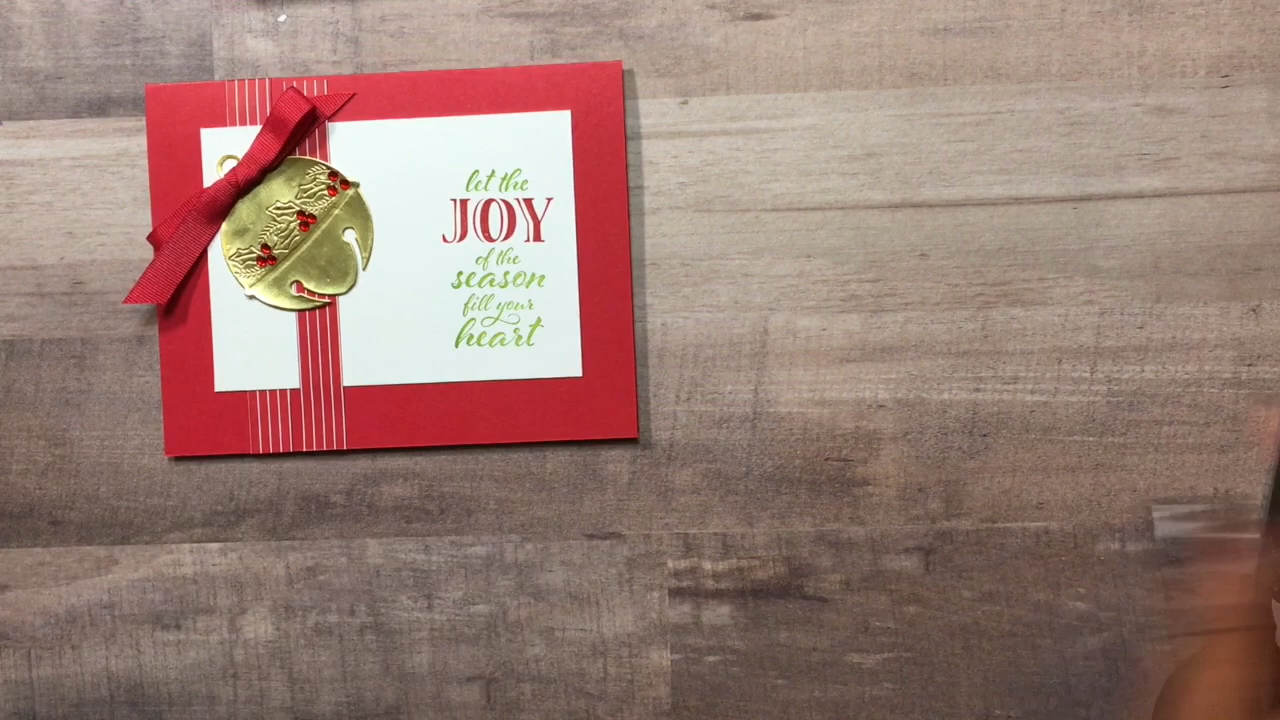 let the
JOY
of the
season
fill your
heart